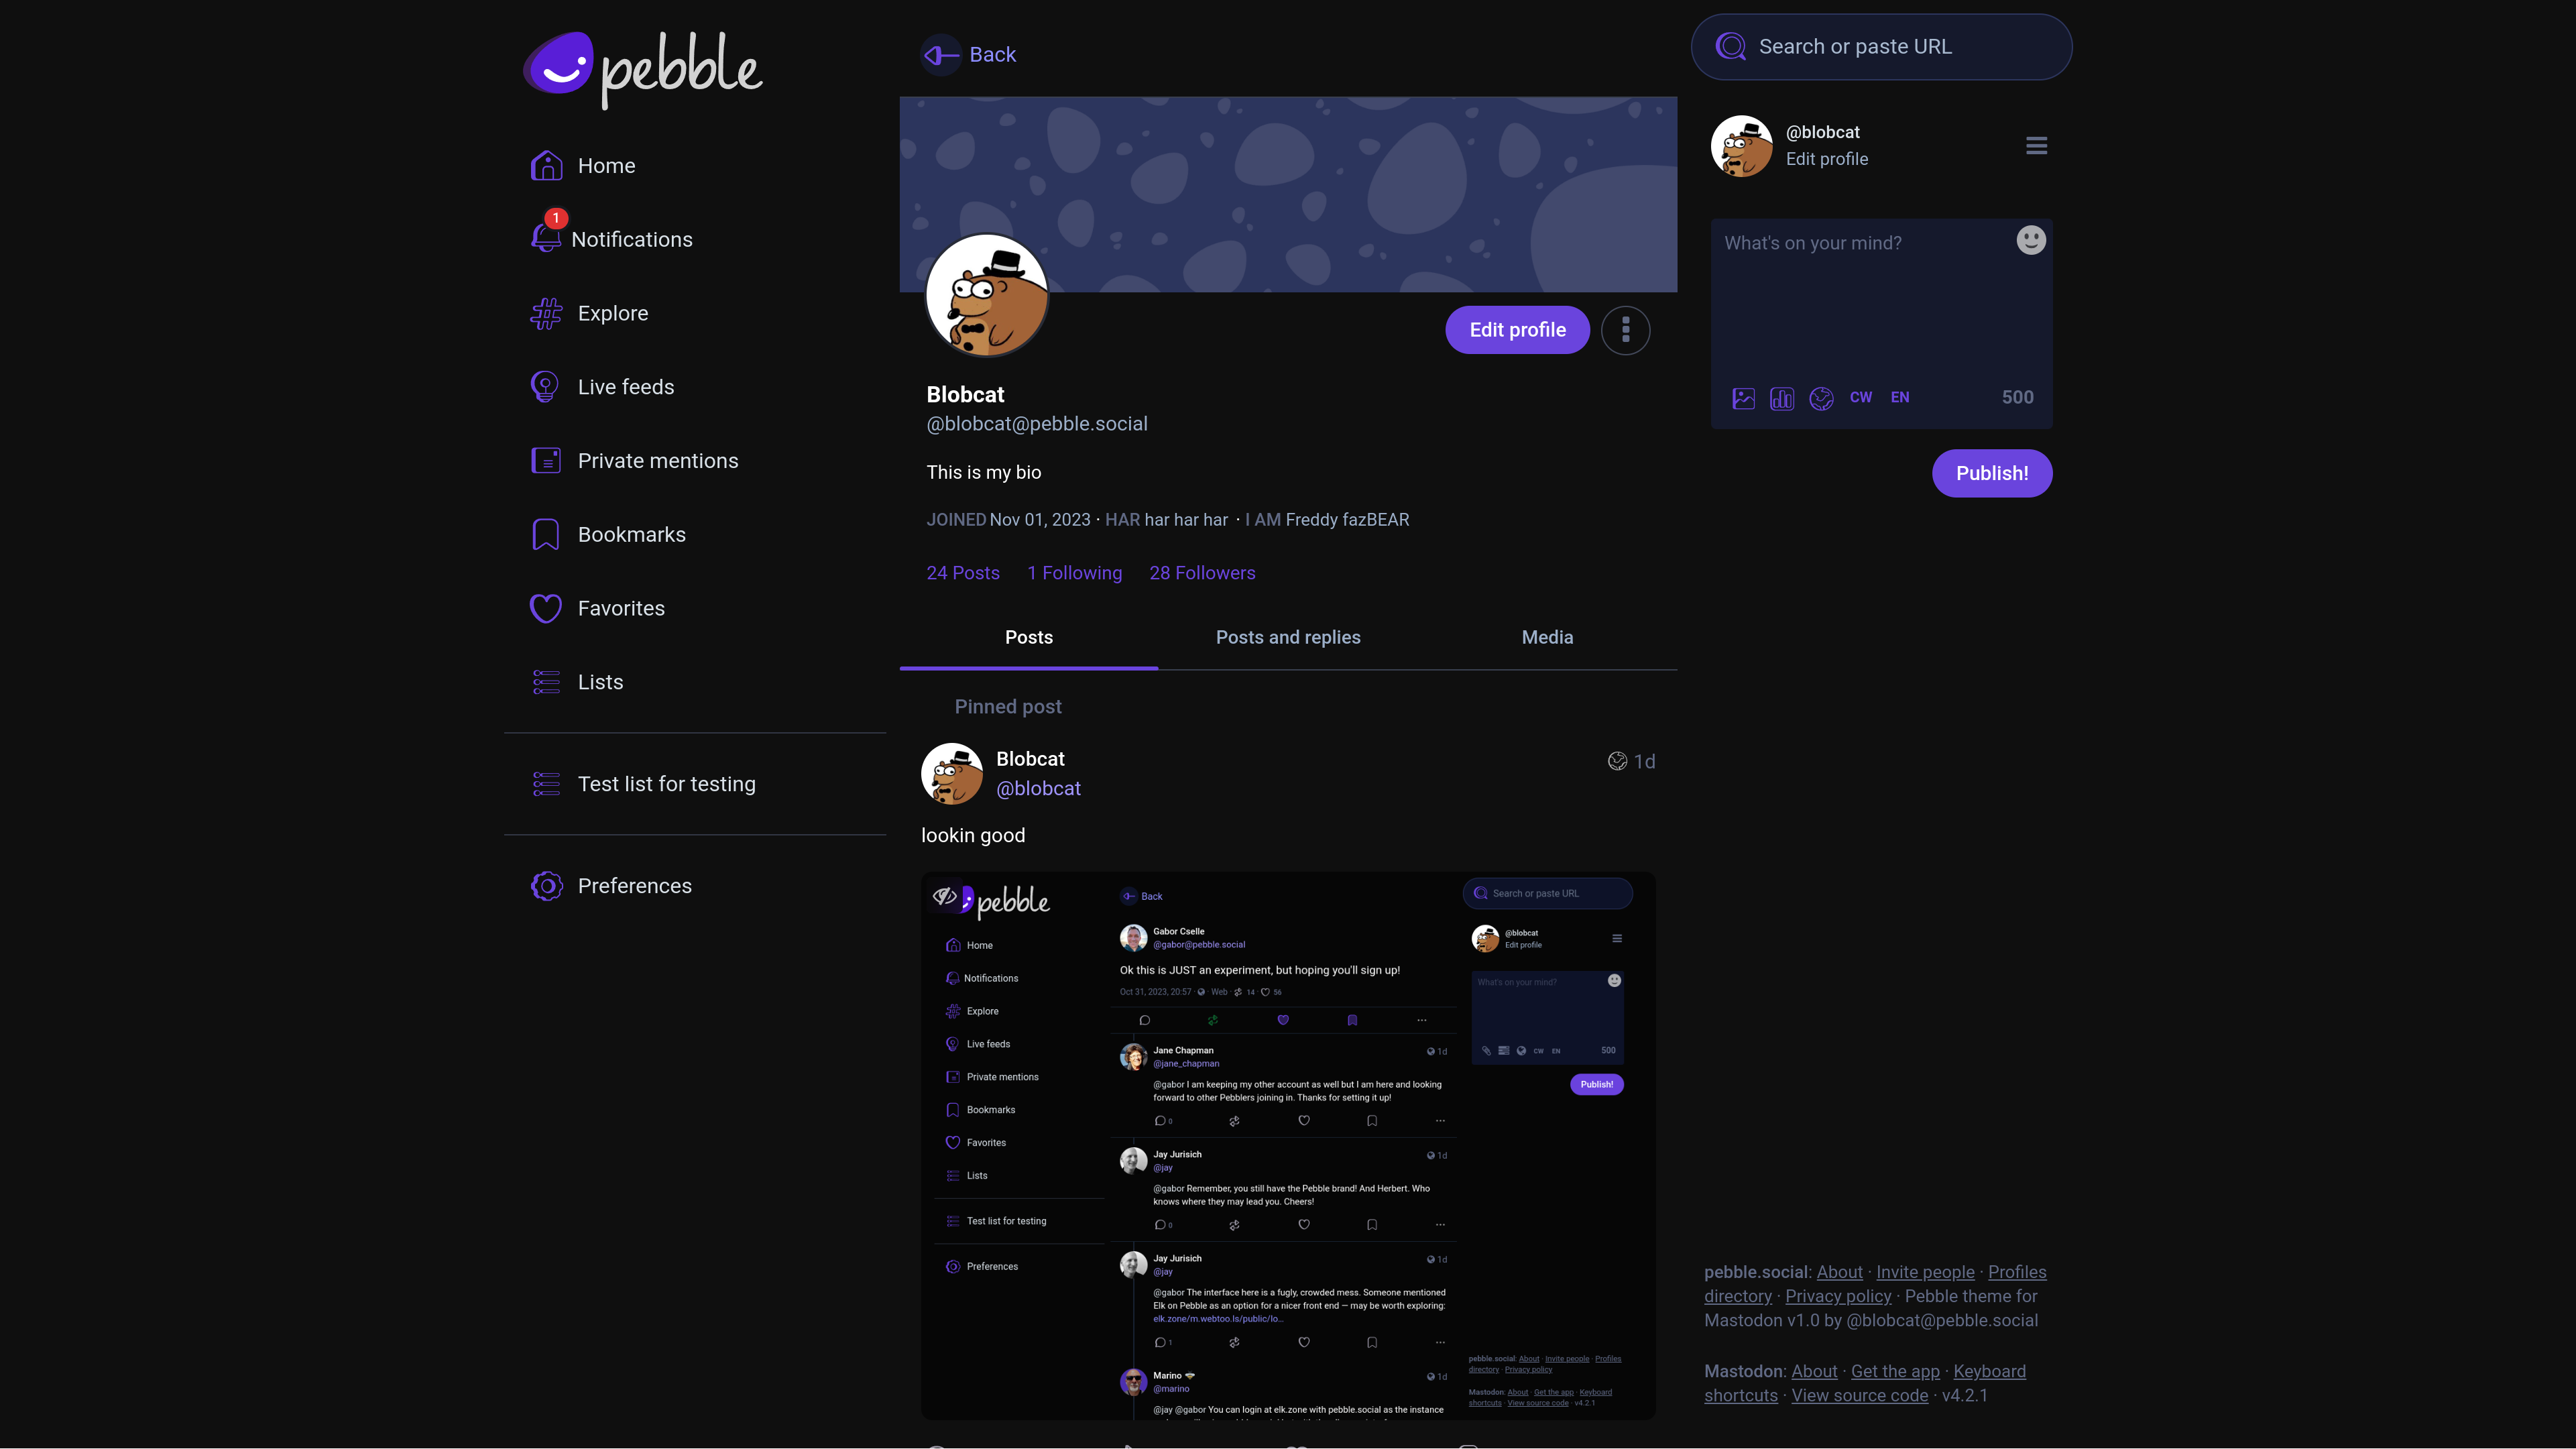 pebble
Home
1
Notifications
Explore
Live feeds
Private mentions
Bookmarks
Favorites
Lists
Test list for testing
Preferences
Back
Edit profile
Blobcat
@blobcat@pebble.social
This is my bio
JOINED Nov 01, 2023 · HAR har har har · I AM Freddy fazBEAR
24 Posts 1 Following 28 Followers
Posts Posts and replies Media
Pinned post
Blobcat
@blobcat
1d
lookin good
pebble
Home
Notifications
Explore
Live feeds
Private mentions
Bookmarks
Favorites
Lists
Test list for testing
Preferences
Back
Gabor Cselle
@gabor@pebble.social
Ok this is JUST an experiment, but hoping you'll sign up!
Oct 31, 2023, 20:57 · Web · 14 · 56
Jane Chapman
@jane_chapman
1d
@gabor I am keeping my other account as well but I am here and looking
forward to other Pebblers joining in. Thanks for setting it up!
0
Jay Jurisich
@jay
1d
@gabor Remember, you still have the Pebble brand! And Herbert. Who
knows where they may lead you. Cheers!
0
Jay Jurisich
@jay
1d
@gabor The interface here is a fugly, crowded mess. Someone mentioned
Elk on Pebble as an option for a nicer front end — may be worth exploring:
elk.zone/m.webtoo.ls/public/lo…
1
Marino
@marino
1d
@jay @gabor You can login at elk.zone with pebble.social as the instance
Search or paste URL
@blobcat
Edit profile
What's on your mind?
CW EN 500
Publish!
pebble.social: About · Invite people · Profiles
directory · Privacy policy
Mastodon: About · Get the app · Keyboard
shortcuts · View source code · v4.2.1
Search or paste URL
@blobcat
Edit profile
What's on your mind?
CW EN 500
Publish!
pebble.social: About · Invite people · Profiles
directory · Privacy policy · Pebble theme for
Mastodon v1.0 by @blobcat@pebble.social
Mastodon: About · Get the app · Keyboard
shortcuts · View source code · v4.2.1